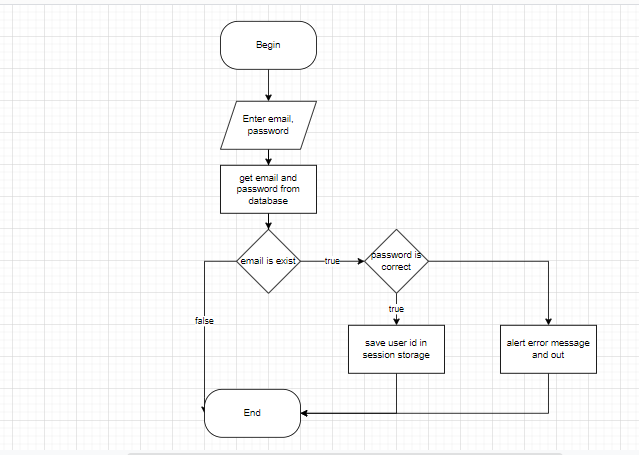 Begin
Enter email,
password
get email and
password from
database
email is exist
true
password is
correct
true
false
save user id in
session storage
alert error message
and out
End